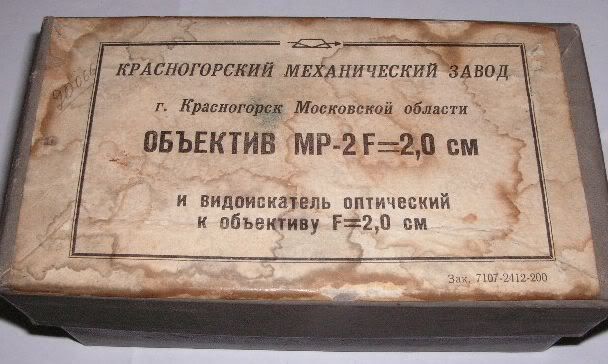 КРАСНОГОРСКИЙ МЕХАНИЧЕСКИЙ ЗАВОД
г. Красногорск Московской области
ОБЪЕКТИВ МР-2 F=2,0 см
и видоискатель оптический
к объективу F=2,0 см
Зак. 7107-2412-200